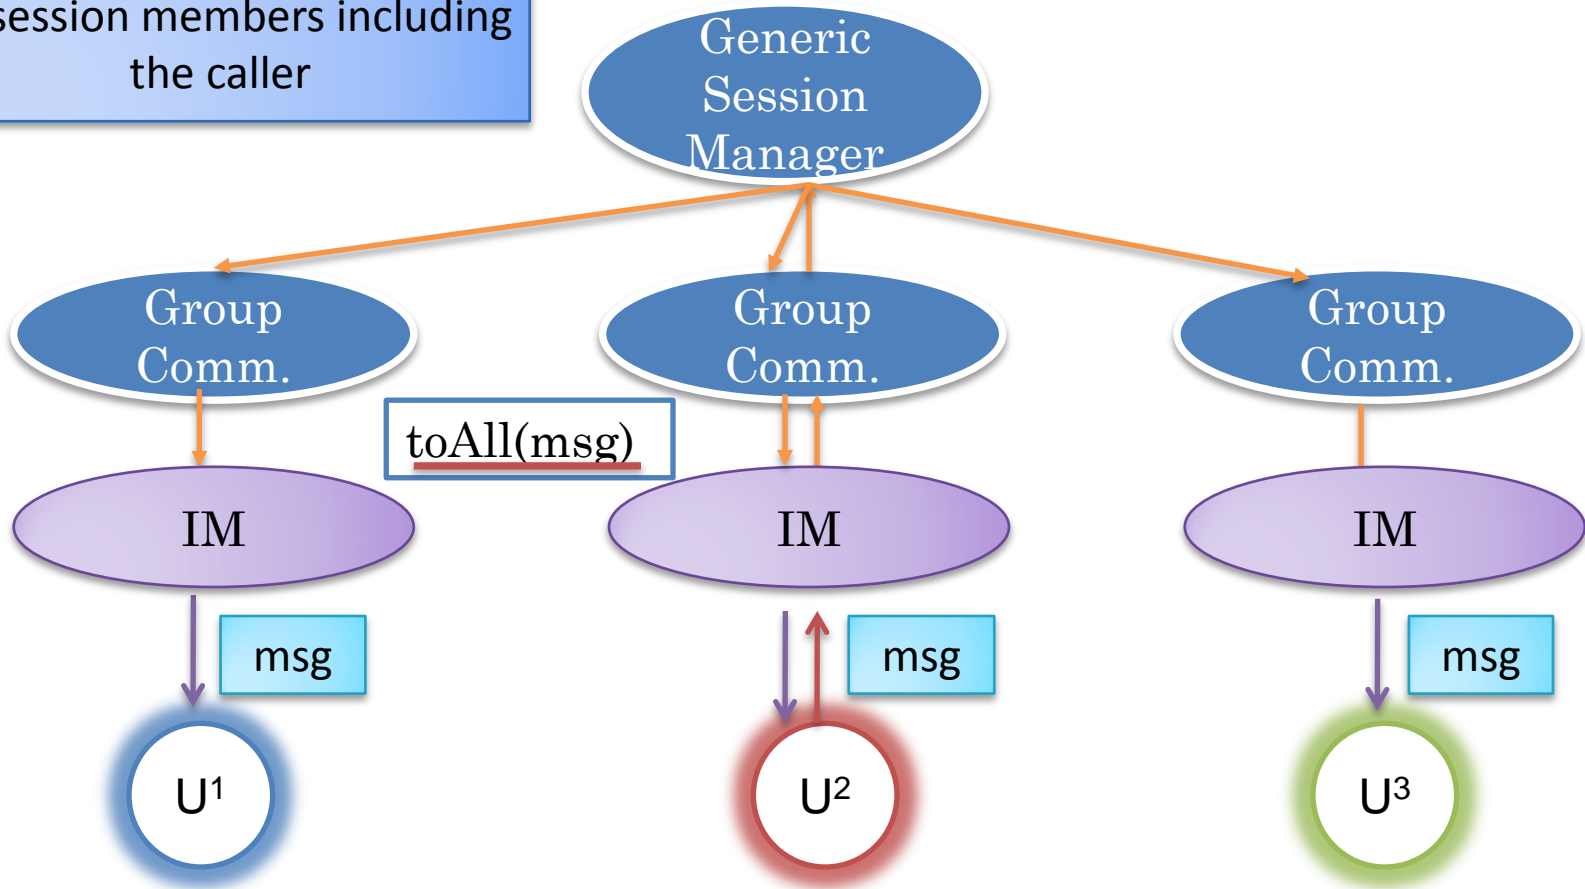 session members including
the caller
Generic
Session
Manager
Group
Comm.
Group
Comm.
Group
Comm.
toAll(msg)
IM
IM
IM
msg
msg
msg
U1
U2
U3